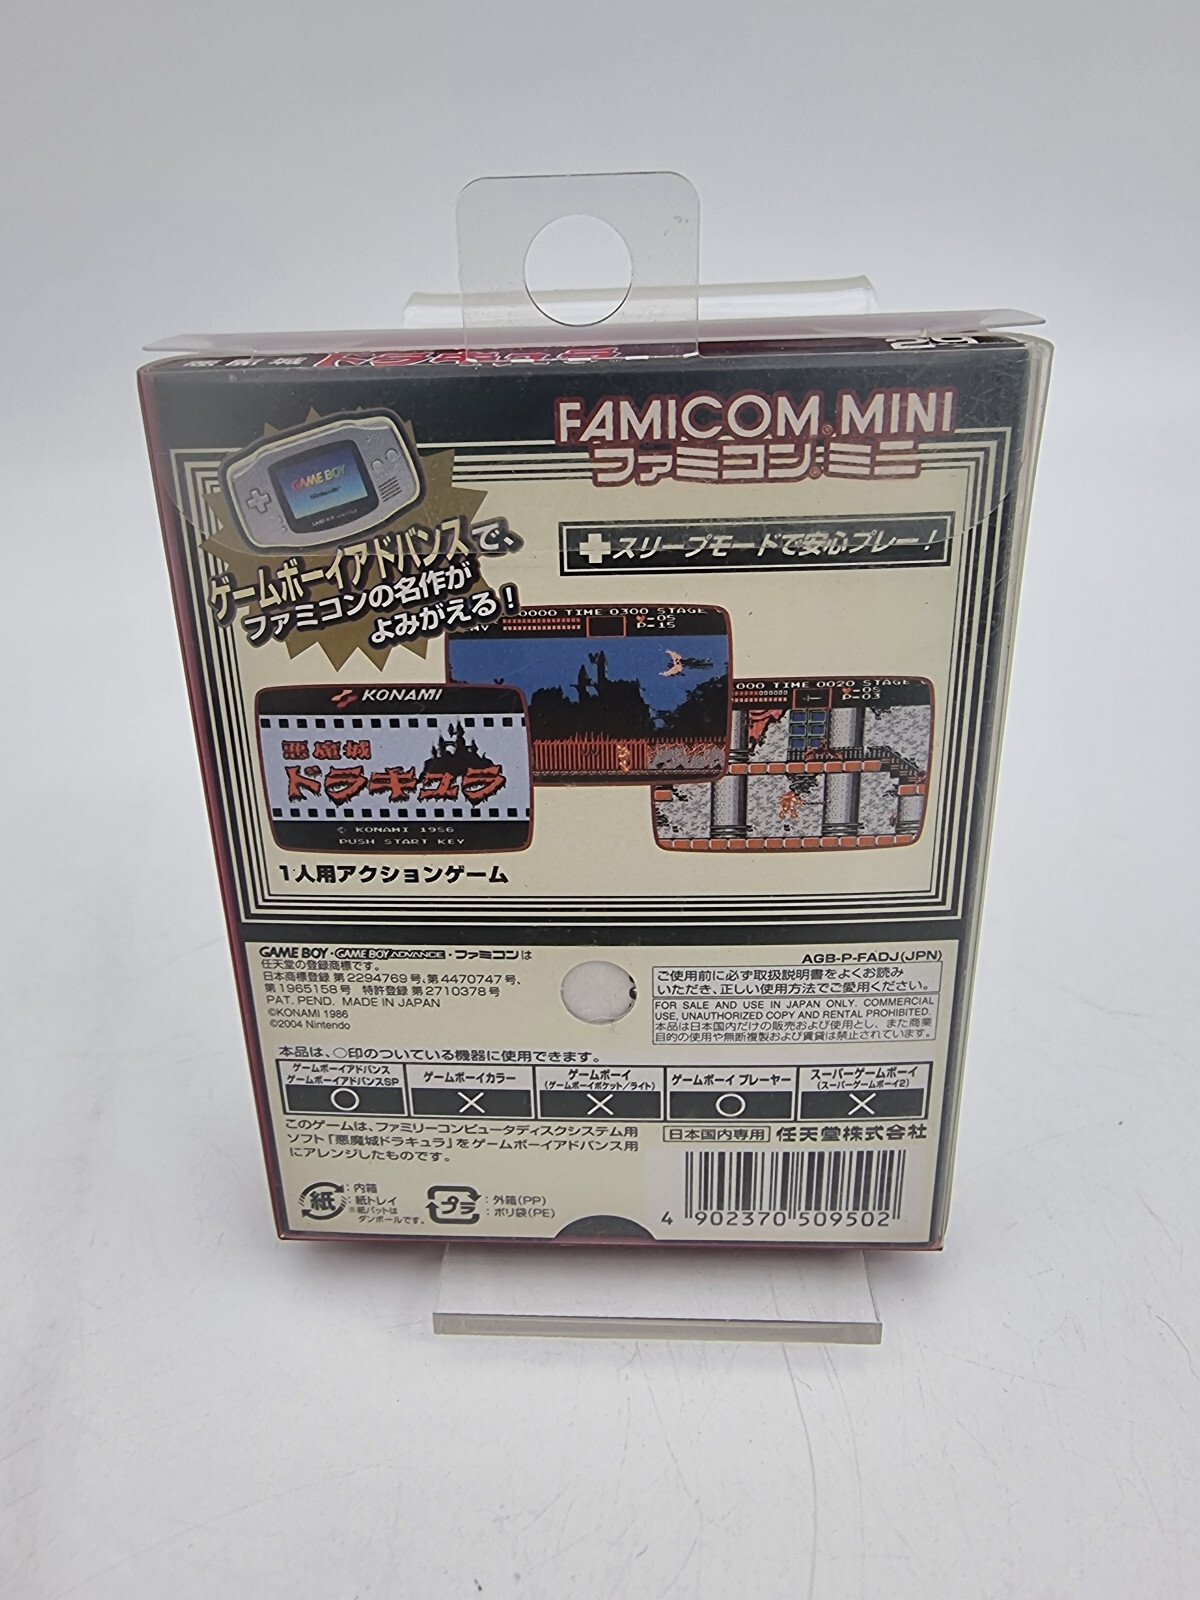 悪魔城 ドラキュラ
29
FAMICOM MINI
ファミコン ミニ
GAME BOY
Nintendo
ゲームボーイアドバンスで、
ファミコンの名作が
よみがえる!
スリープモードで安心プレー!
0000 TIME 0300 STAGE
-05
P-15
000 TIME 0020 STAGE
-05
P-03
KONAMI
悪魔城
ドラキュラ
© KONAMI 1986
PUSH START KEY
1人用アクションゲーム
GAME BOY・GAME BOY ADVANCE・ファミコンは
任天堂の登録商標です。
日本商標登録 第2294769号、第4470747号、
第1965158号 特許登録 第2710378号
PAT. PEND. MADE IN JAPAN
©KONAMI 1986
©2004 Nintendo
AGB-P-FADJ(JPN)
ご使用前に必ず取扱説明書をよくお読み
いただき、正しい使用方法でご愛用ください。
FOR SALE AND USE IN JAPAN ONLY. COMMERCIAL
USE, UNAUTHORIZED COPY AND RENTAL PROHIBITED.
本品は日本国内だけの販売および使用とし、また商業
目的の使用や無断複製および賃貸は禁止されています。
本品は、○印のついている機器に使用できます。
ゲームボーイアドバンス
ゲームボーイアドバンスSP
○
ゲームボーイカラー
×
ゲームボーイ
(ゲームボーイポケット/ライト)
×
ゲームボーイ プレーヤー
○
スーパーゲームボーイ
(スーパーゲームボーイ2)
×
このゲームは、ファミリーコンピュータディスクシステム用
ソフト「悪魔城ドラキュラ」をゲームボーイアドバンス用
にアレンジしたものです。
日本国内専用 任天堂株式会社
紙
:内箱
:紙トレイ
※紙パットは
ダンボールです。
プラ
:外箱(PP)
:ポリ袋(PE)
4 902370 509502